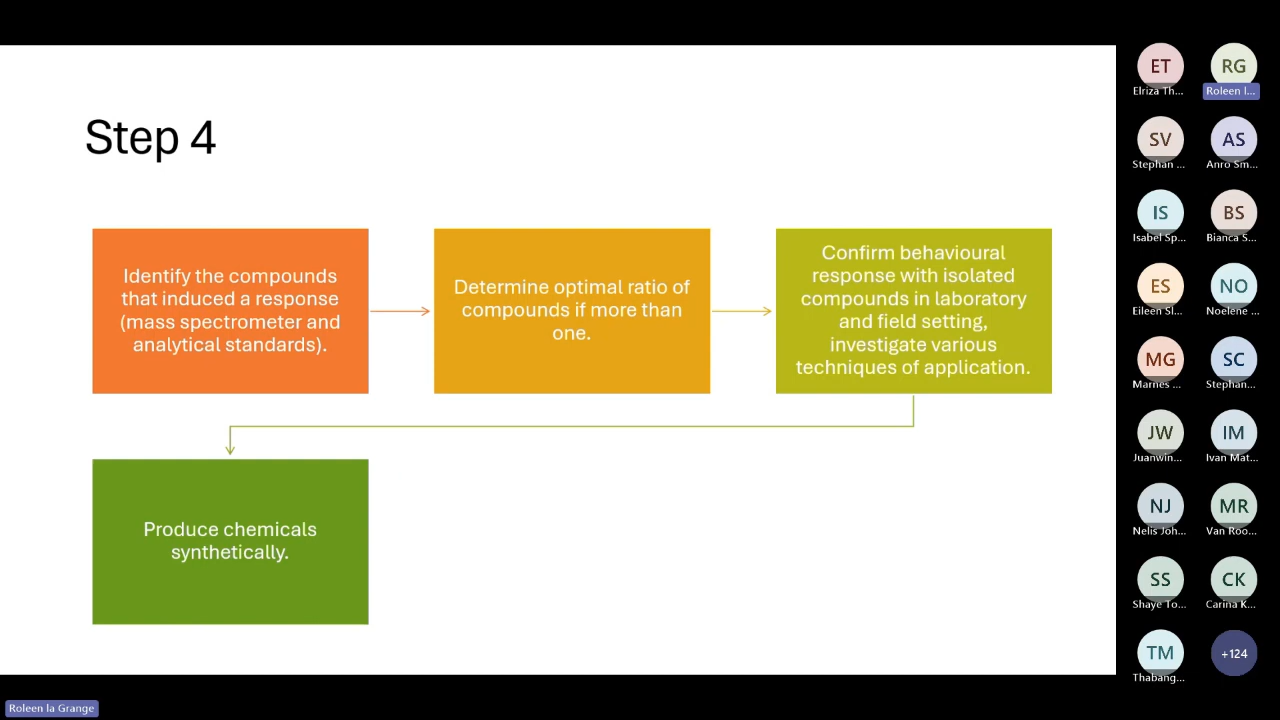 Step 4
Identify the compounds
that induced a response
(mass spectrometer and
analytical standards).
Determine optimal ratio of
compounds if more than
one.
Confirm behavioural
response with isolated
compounds in laboratory
and field setting,
investigate various
techniques of application.
Produce chemicals
synthetically.
ET
RG
Elriza Th...
Roleen l...
SV
AS
Stephan ...
Anro Sm...
IS
BS
Isabel Sp...
Bianca S...
ES
NO
Eileen Sl...
Noelene ...
MG
SC
Marnes ...
Stephan...
JW
IM
Juanwin...
Ivan Mat...
NJ
MR
Nelis Joh...
Van Roo...
SS
CK
Shaye To...
Carina K...
TM
+124
Thabang...
Roleen la Grange